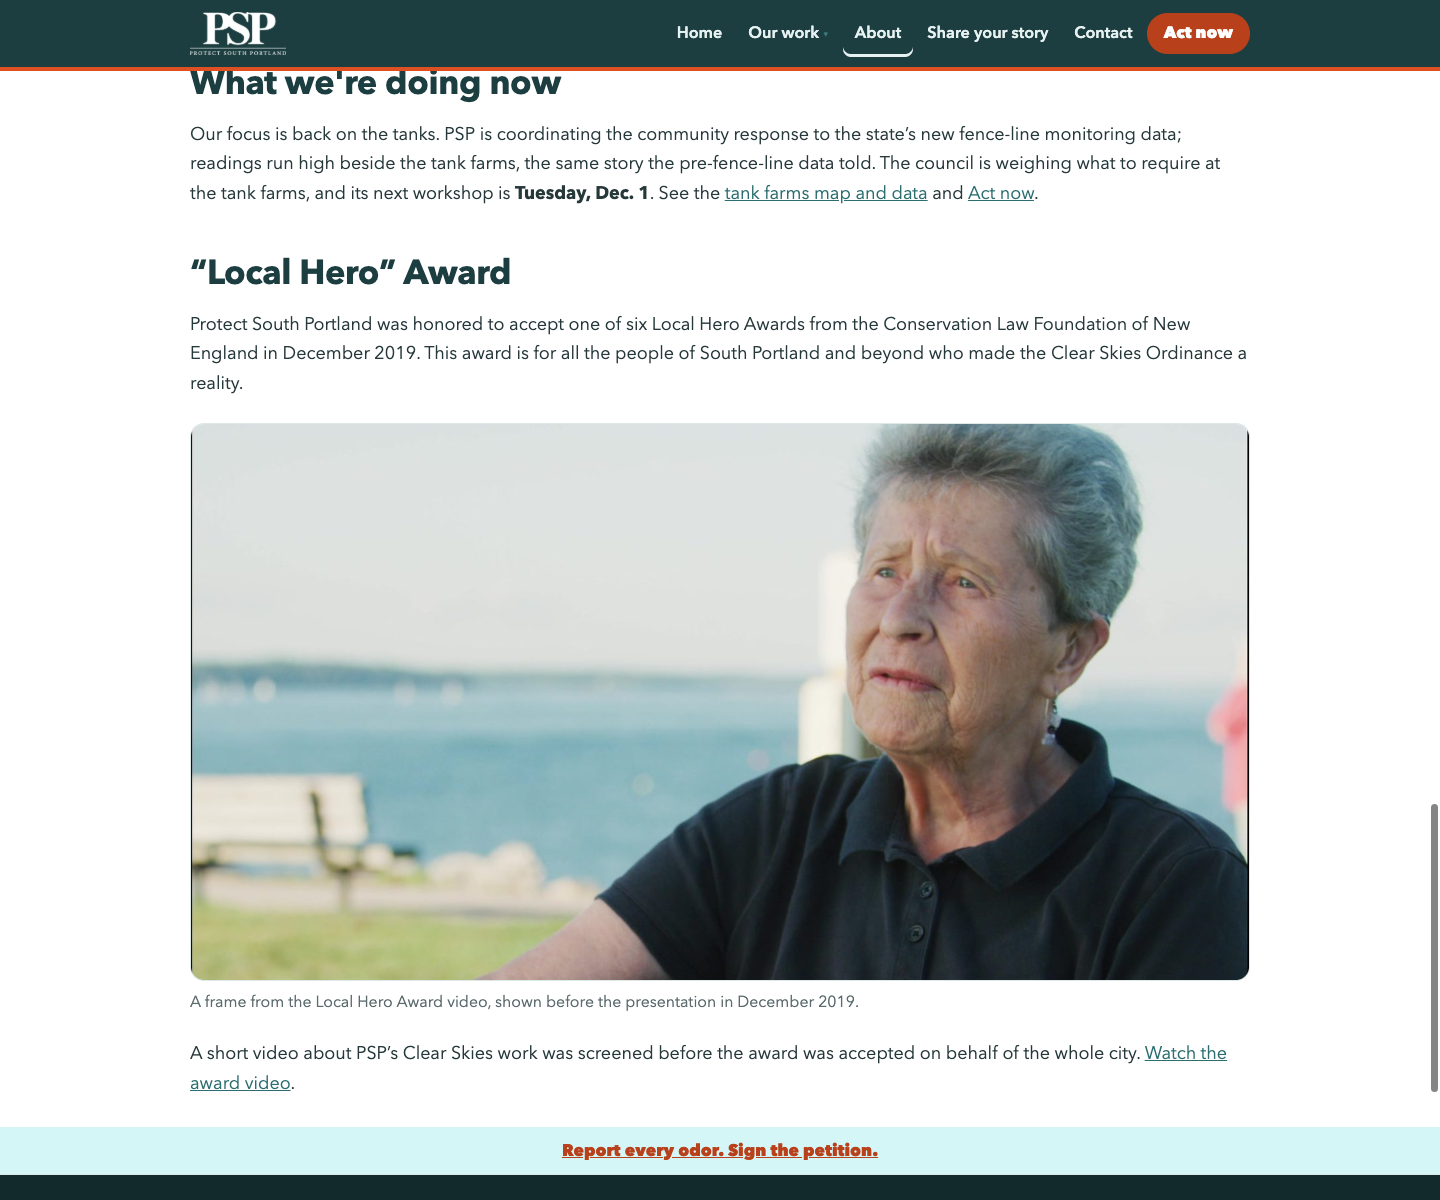 PSP
PROTECT SOUTH PORTLAND
Home
Our work
About
Share your story
Contact
Act now
What we're doing now
Our focus is back on the tanks. PSP is coordinating the community response to the state’s new fence-line monitoring data;
readings run high beside the tank farms, the same story the pre-fence-line data told. The council is weighing what to require at
the tank farms, and its next workshop is Tuesday, Dec. 1. See the tank farms map and data and Act now.
“Local Hero” Award
Protect South Portland was honored to accept one of six Local Hero Awards from the Conservation Law Foundation of New
England in December 2019. This award is for all the people of South Portland and beyond who made the Clear Skies Ordinance a
reality.
A frame from the Local Hero Award video, shown before the presentation in December 2019.
A short video about PSP’s Clear Skies work was screened before the award was accepted on behalf of the whole city. Watch the
award video.
Report every odor. Sign the petition.